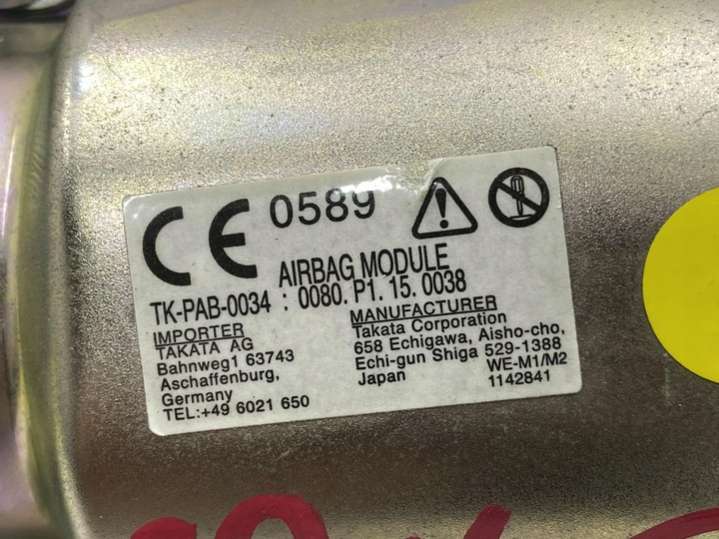 CE 0589
AIRBAG MODULE
TK-PAB-0034 : 0080. P1. 15. 0038
IMPORTER
TAKATA AG
Bahnweg1 63743
Aschaffenburg,
Germany
TEL:+49 6021 650
MANUFACTURER
Takata Corporation
658 Echigawa, Aisho-cho,
Echi-gun Shiga 529-1388
Japan
WE-M1/M2
1142841